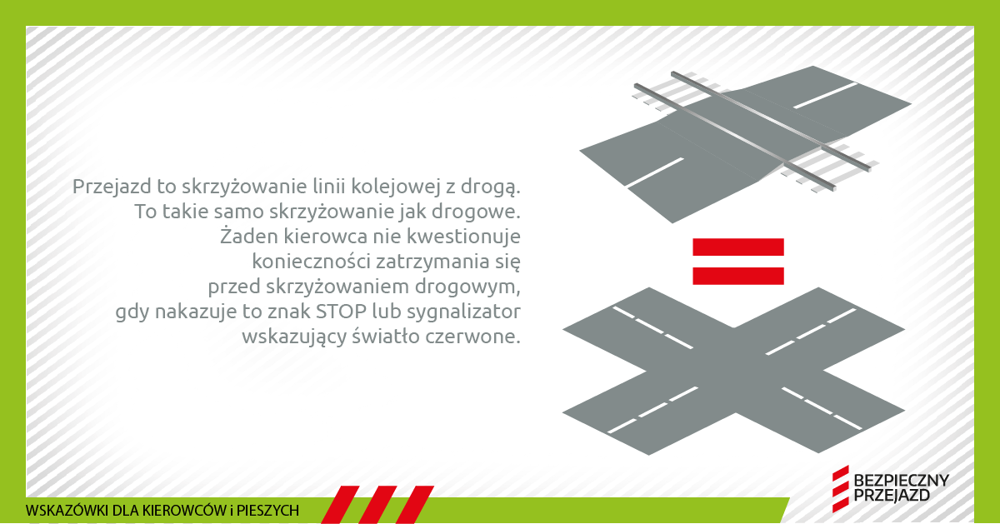 Przejazd to skrzyżowanie linii kolejowej z drogą.
To takie samo skrzyżowanie jak drogowe.
Żaden kierowca nie kwestionuje
konieczności zatrzymania się
przed skrzyżowaniem drogowym,
gdy nakazuje to znak STOP lub sygnalizator
wskazujący światło czerwone.
BEZPIECZNY
PRZEJAZD
WSKAZÓWKI DLA KIEROWCÓW i PIESZYCH